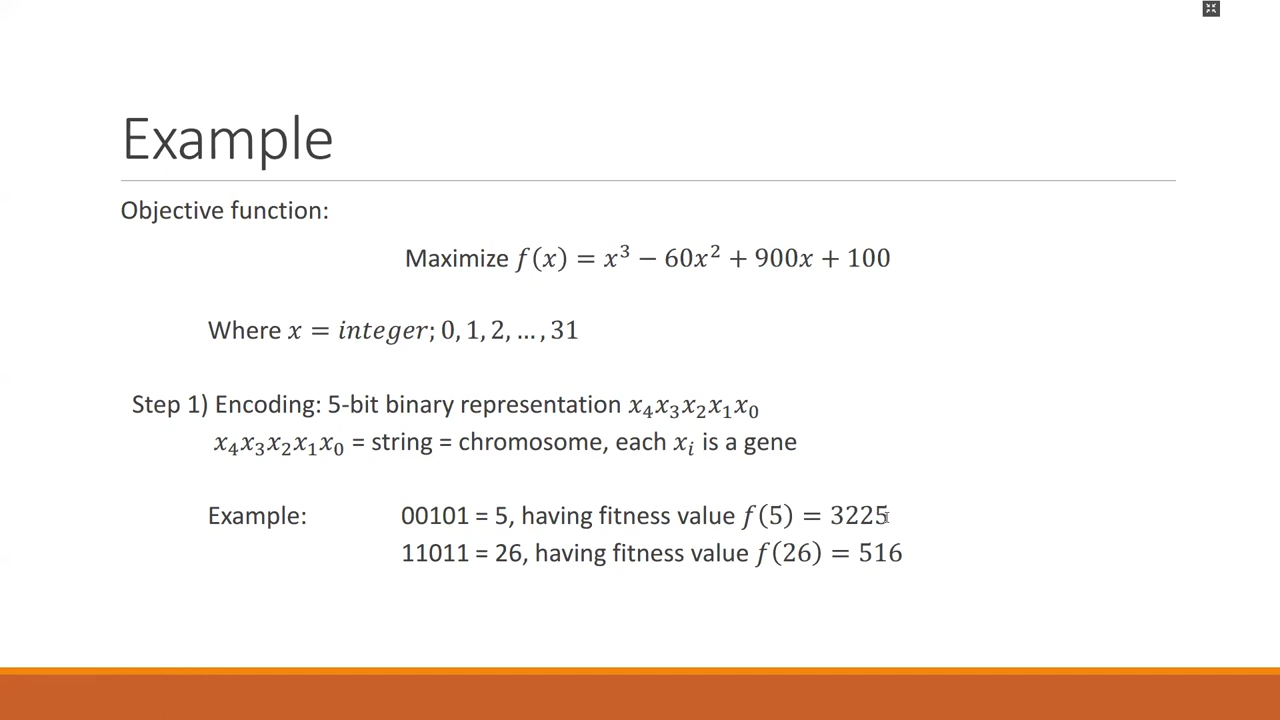 Example
Objective function:
Maximize f(x) = x³ − 60x² + 900x + 100
Where x = integer; 0, 1, 2, … , 31
Step 1) Encoding: 5-bit binary representation x₄x₃x₂x₁x₀
x₄x₃x₂x₁x₀ = string = chromosome, each xᵢ is a gene
Example: 00101 = 5, having fitness value f(5) = 3225
11011 = 26, having fitness value f(26) = 516